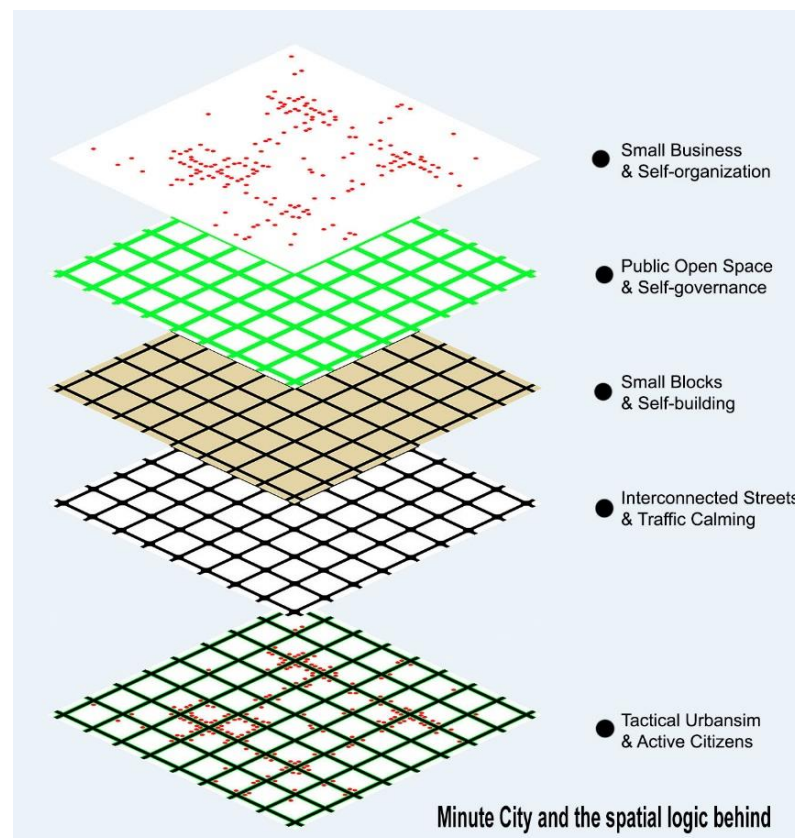 Small Business
& Self-organization
Public Open Space
& Self-governance
Small Blocks
& Self-building
Interconnected Streets
& Traffic Calming
Tactical Urbansim
& Active Citizens
Minute City and the spatial logic behind